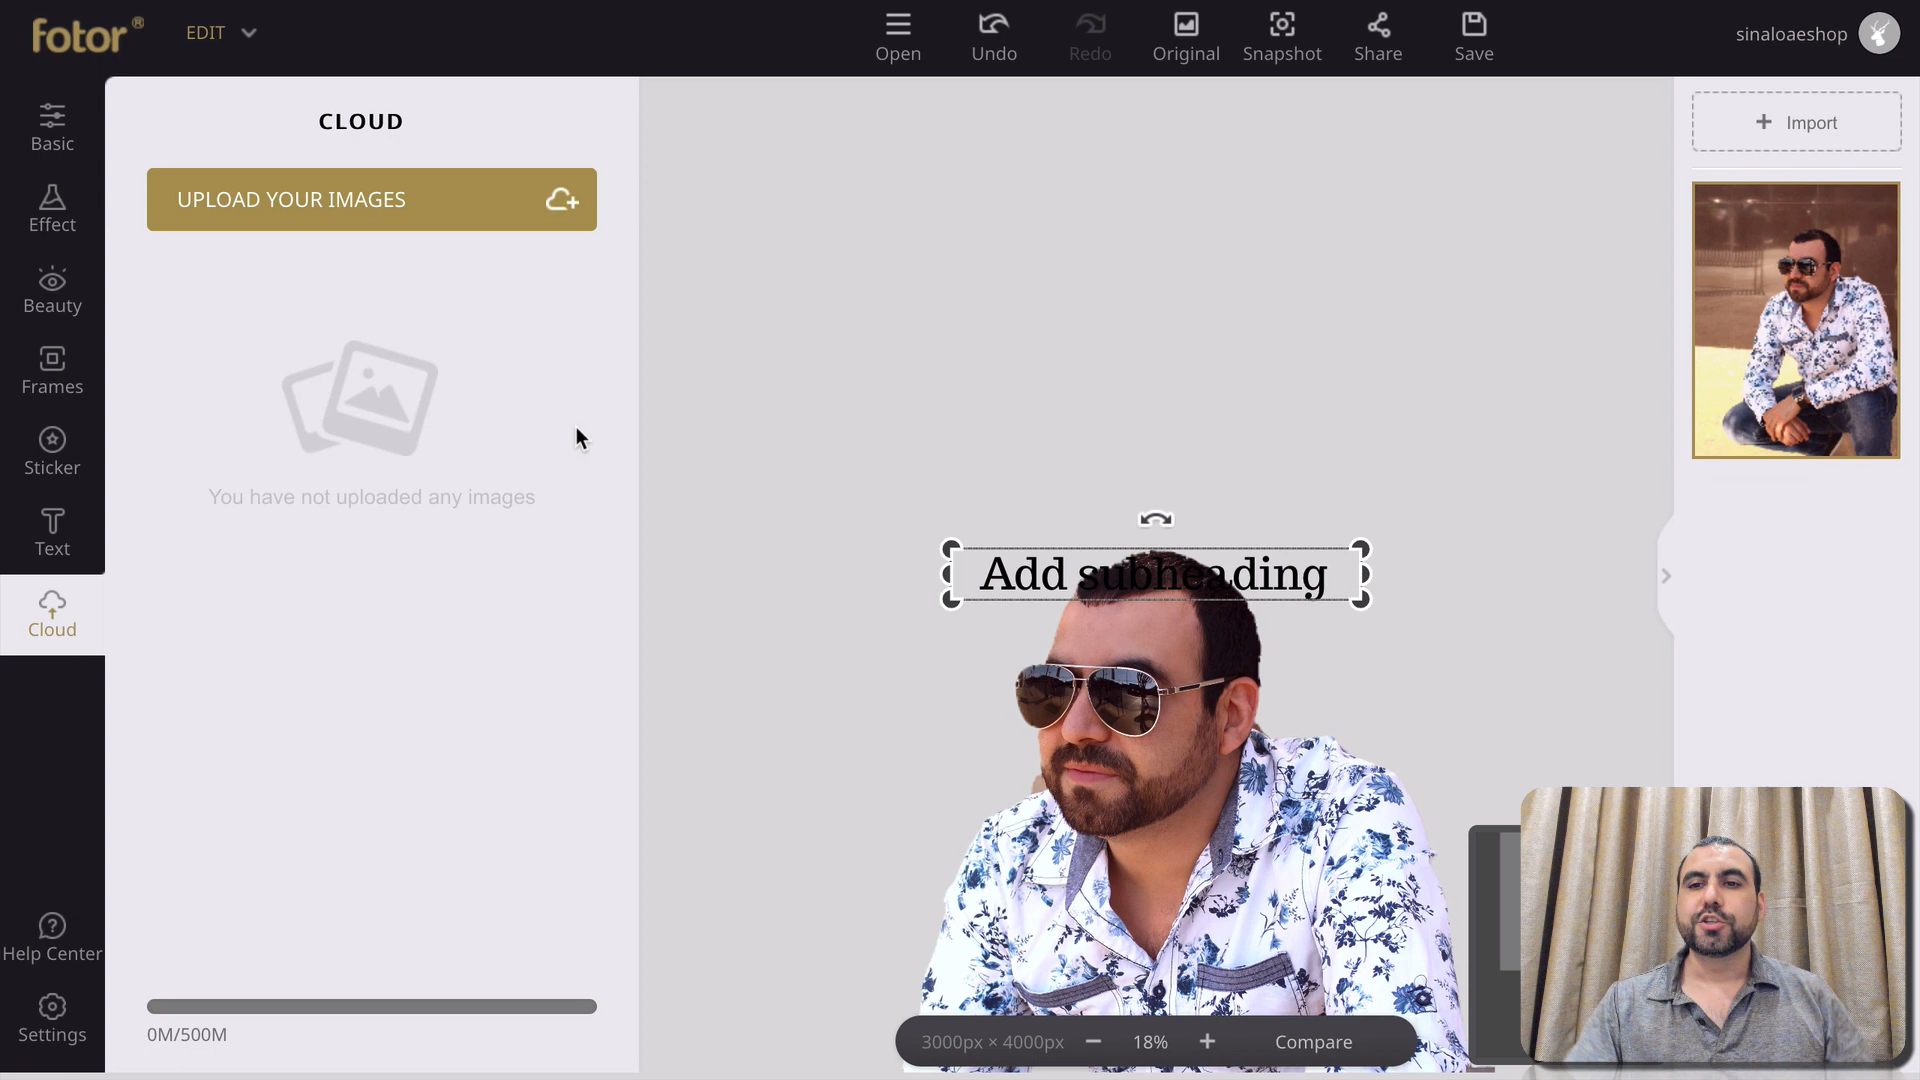 fotor®
EDIT
Open
Undo
Redo
Original
Snapshot
Share
Save
sinaloaeshop
Basic
Effect
Beauty
Frames
Sticker
Text
Cloud
Help Center
Settings
CLOUD
UPLOAD YOUR IMAGES
You have not uploaded any images
0M/500M
Add subheading
3000px × 4000px
18%
Compare
Import